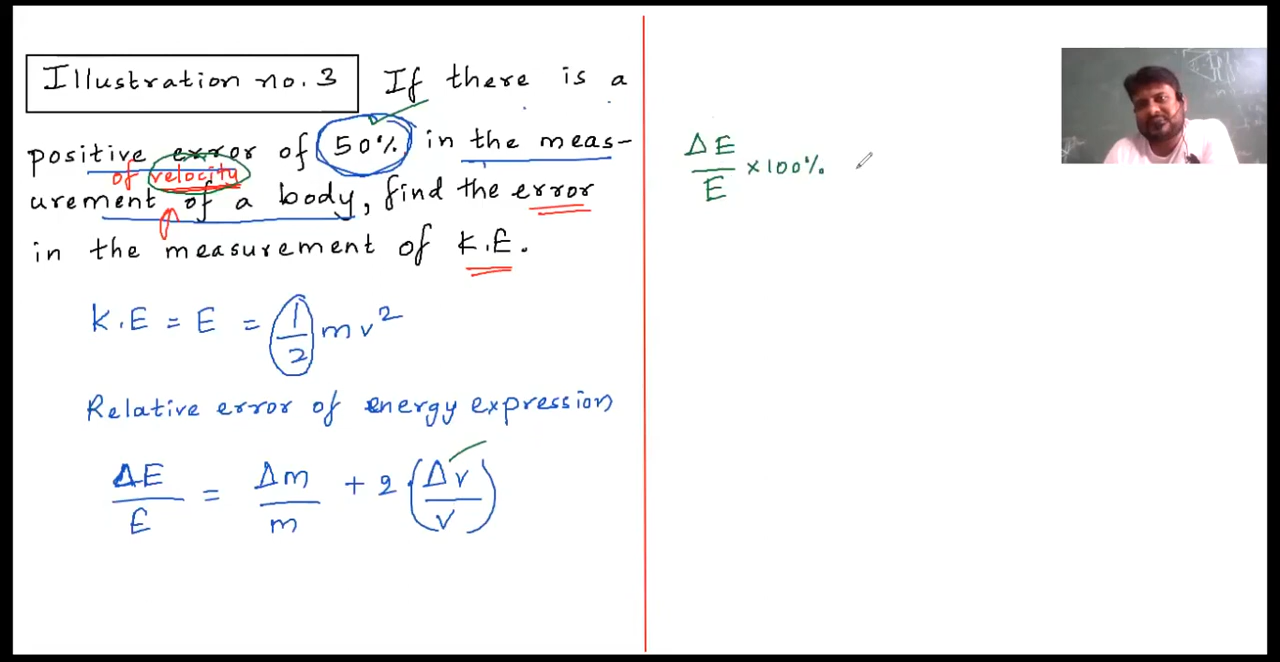 Illustration no. 3 If there is a
positive error of 50% in the meas-
of velocity
urement of a body, find the error
in the measurement of K.E.
K.E = E = 1/2 mv²
Relative error of energy expression
ΔE/E = Δm/m + 2 (Δv/v)
ΔE/E × 100%